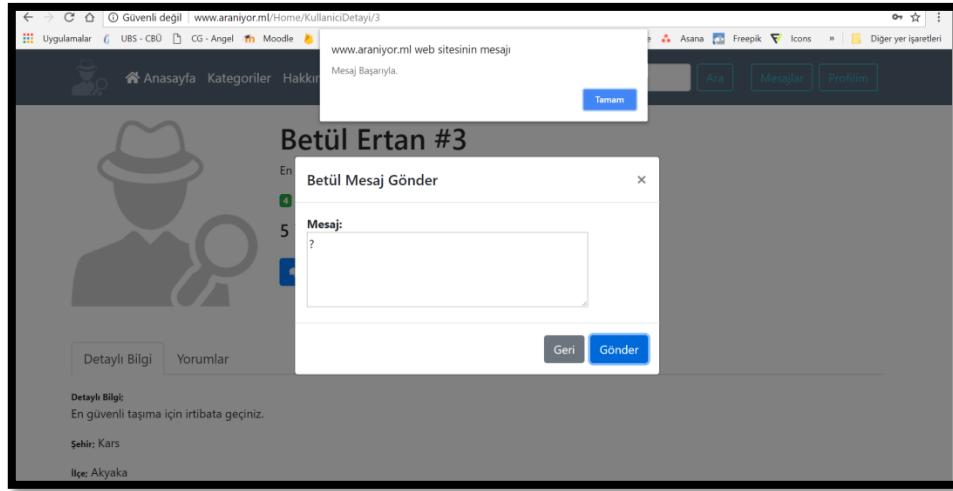 Güvenli değil www.araniyor.ml/Home/KullaniciDetayi/3
Uygulamalar UBS - CBÜ CG - Angel Moodle Asana Freepik Icons » Diğer yer işaretleri
www.araniyor.ml web sitesinin mesajı
Mesaj Başarıyla.
Tamam
Anasayfa Kategoriler Ara Mesajlar Profilim
Betül Ertan #3
En
4
5
Betül Mesaj Gönder ×
Mesaj:
?
Geri Gönder
Detaylı Bilgi Yorumlar
Detaylı Bilgi;
En güvenli taşıma için irtibata geçiniz.
Şehir; Kars
İlçe; Akyaka